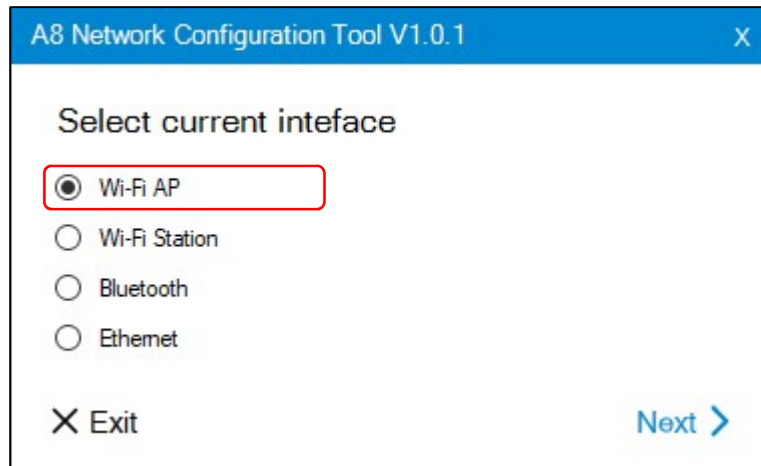 A8 Network Configuration Tool V1.0.1 X
Select current inteface
Wi-Fi AP
Wi-Fi Station
Bluetooth
Ethernet
Exit Next